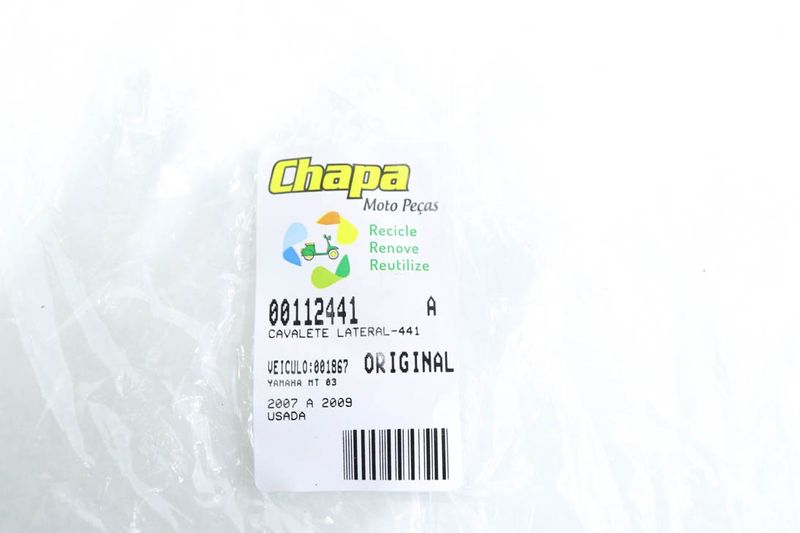 Chapa
Moto Peças
Recicle
Renove
Reutilize
00112441 A
CAVALETE LATERAL-441
VEICULO:001867 ORIGINAL
YAMAHA MT 03
2007 A 2009
USADA